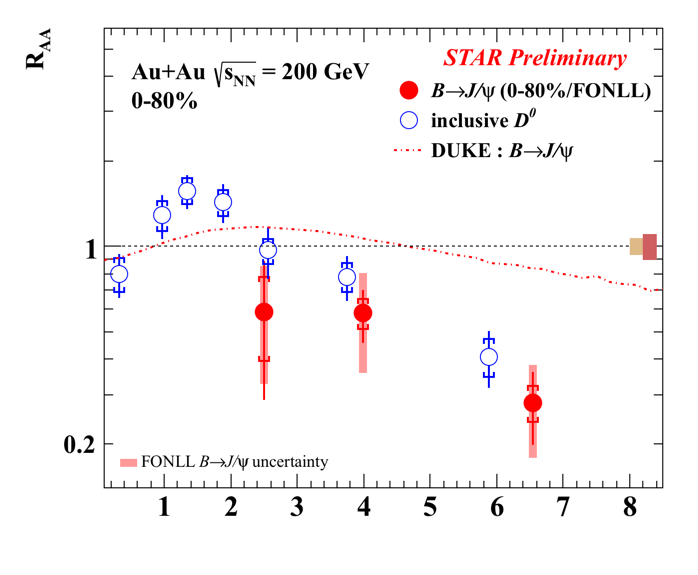 R_AA
STAR Preliminary
Au+Au √s_NN = 200 GeV
0-80%
B→J/ψ (0-80%/FONLL)
inclusive D^0
DUKE : B→J/ψ
1
0.2
FONLL B→J/ψ uncertainty
1 2 3 4 5 6 7 8